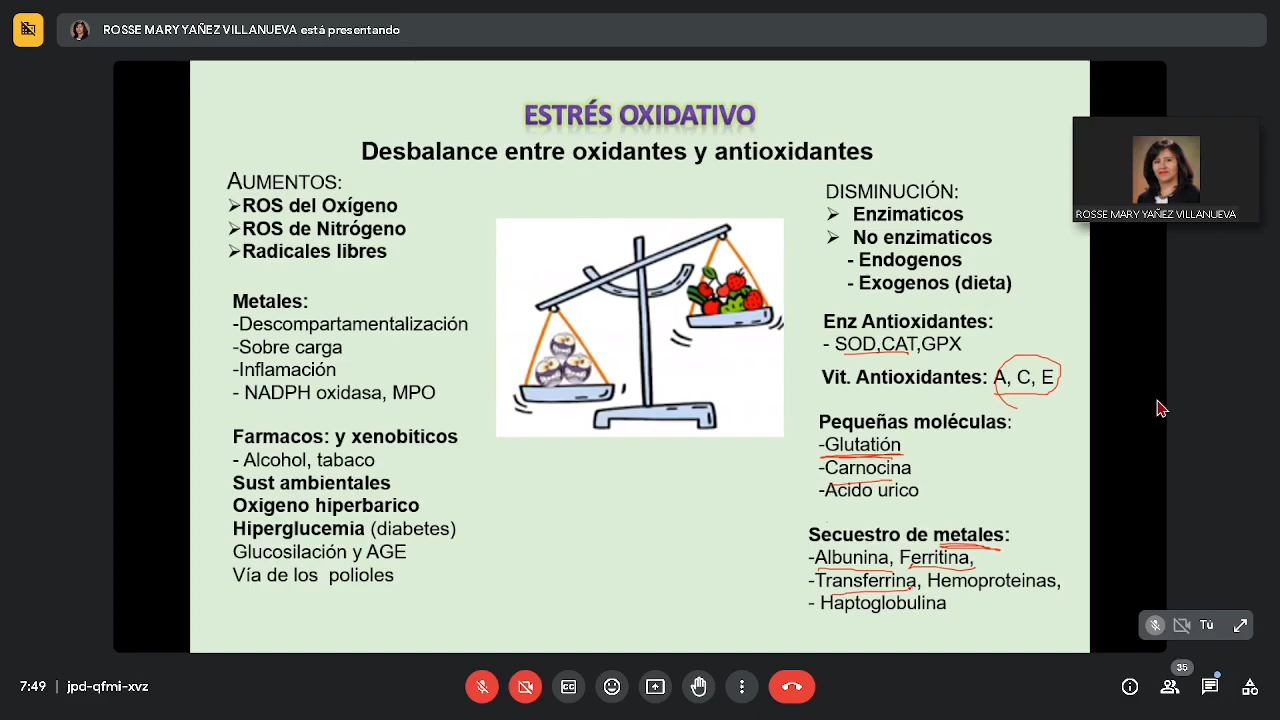 ROSSE MARY YAÑEZ VILLANUEVA está presentando
ESTRÉS OXIDATIVO
Desbalance entre oxidantes y antioxidantes
AUMENTOS:
➢ROS del Oxígeno
➢ROS de Nitrógeno
➢Radicales libres
Metales:
-Descompartamentalización
-Sobre carga
-Inflamación
- NADPH oxidasa, MPO
Farmacos: y xenobiticos
- Alcohol, tabaco
Sust ambientales
Oxigeno hiperbarico
Hiperglucemia (diabetes)
Glucosilación y AGE
Vía de los polioles
DISMINUCIÓN:
➢ Enzimaticos
➢ No enzimaticos
- Endogenos
- Exogenos (dieta)
Enz Antioxidantes:
- SOD,CAT,GPX
Vit. Antioxidantes: A, C, E
Pequeñas moléculas:
-Glutatión
-Carnocina
-Acido urico
Secuestro de metales:
-Albunina, Ferritina,
-Transferrina, Hemoproteinas,
- Haptoglobulina
ROSSE MARY YAÑEZ VILLANUEVA
Tú
7:49 | jpd-qfmi-xvz
35